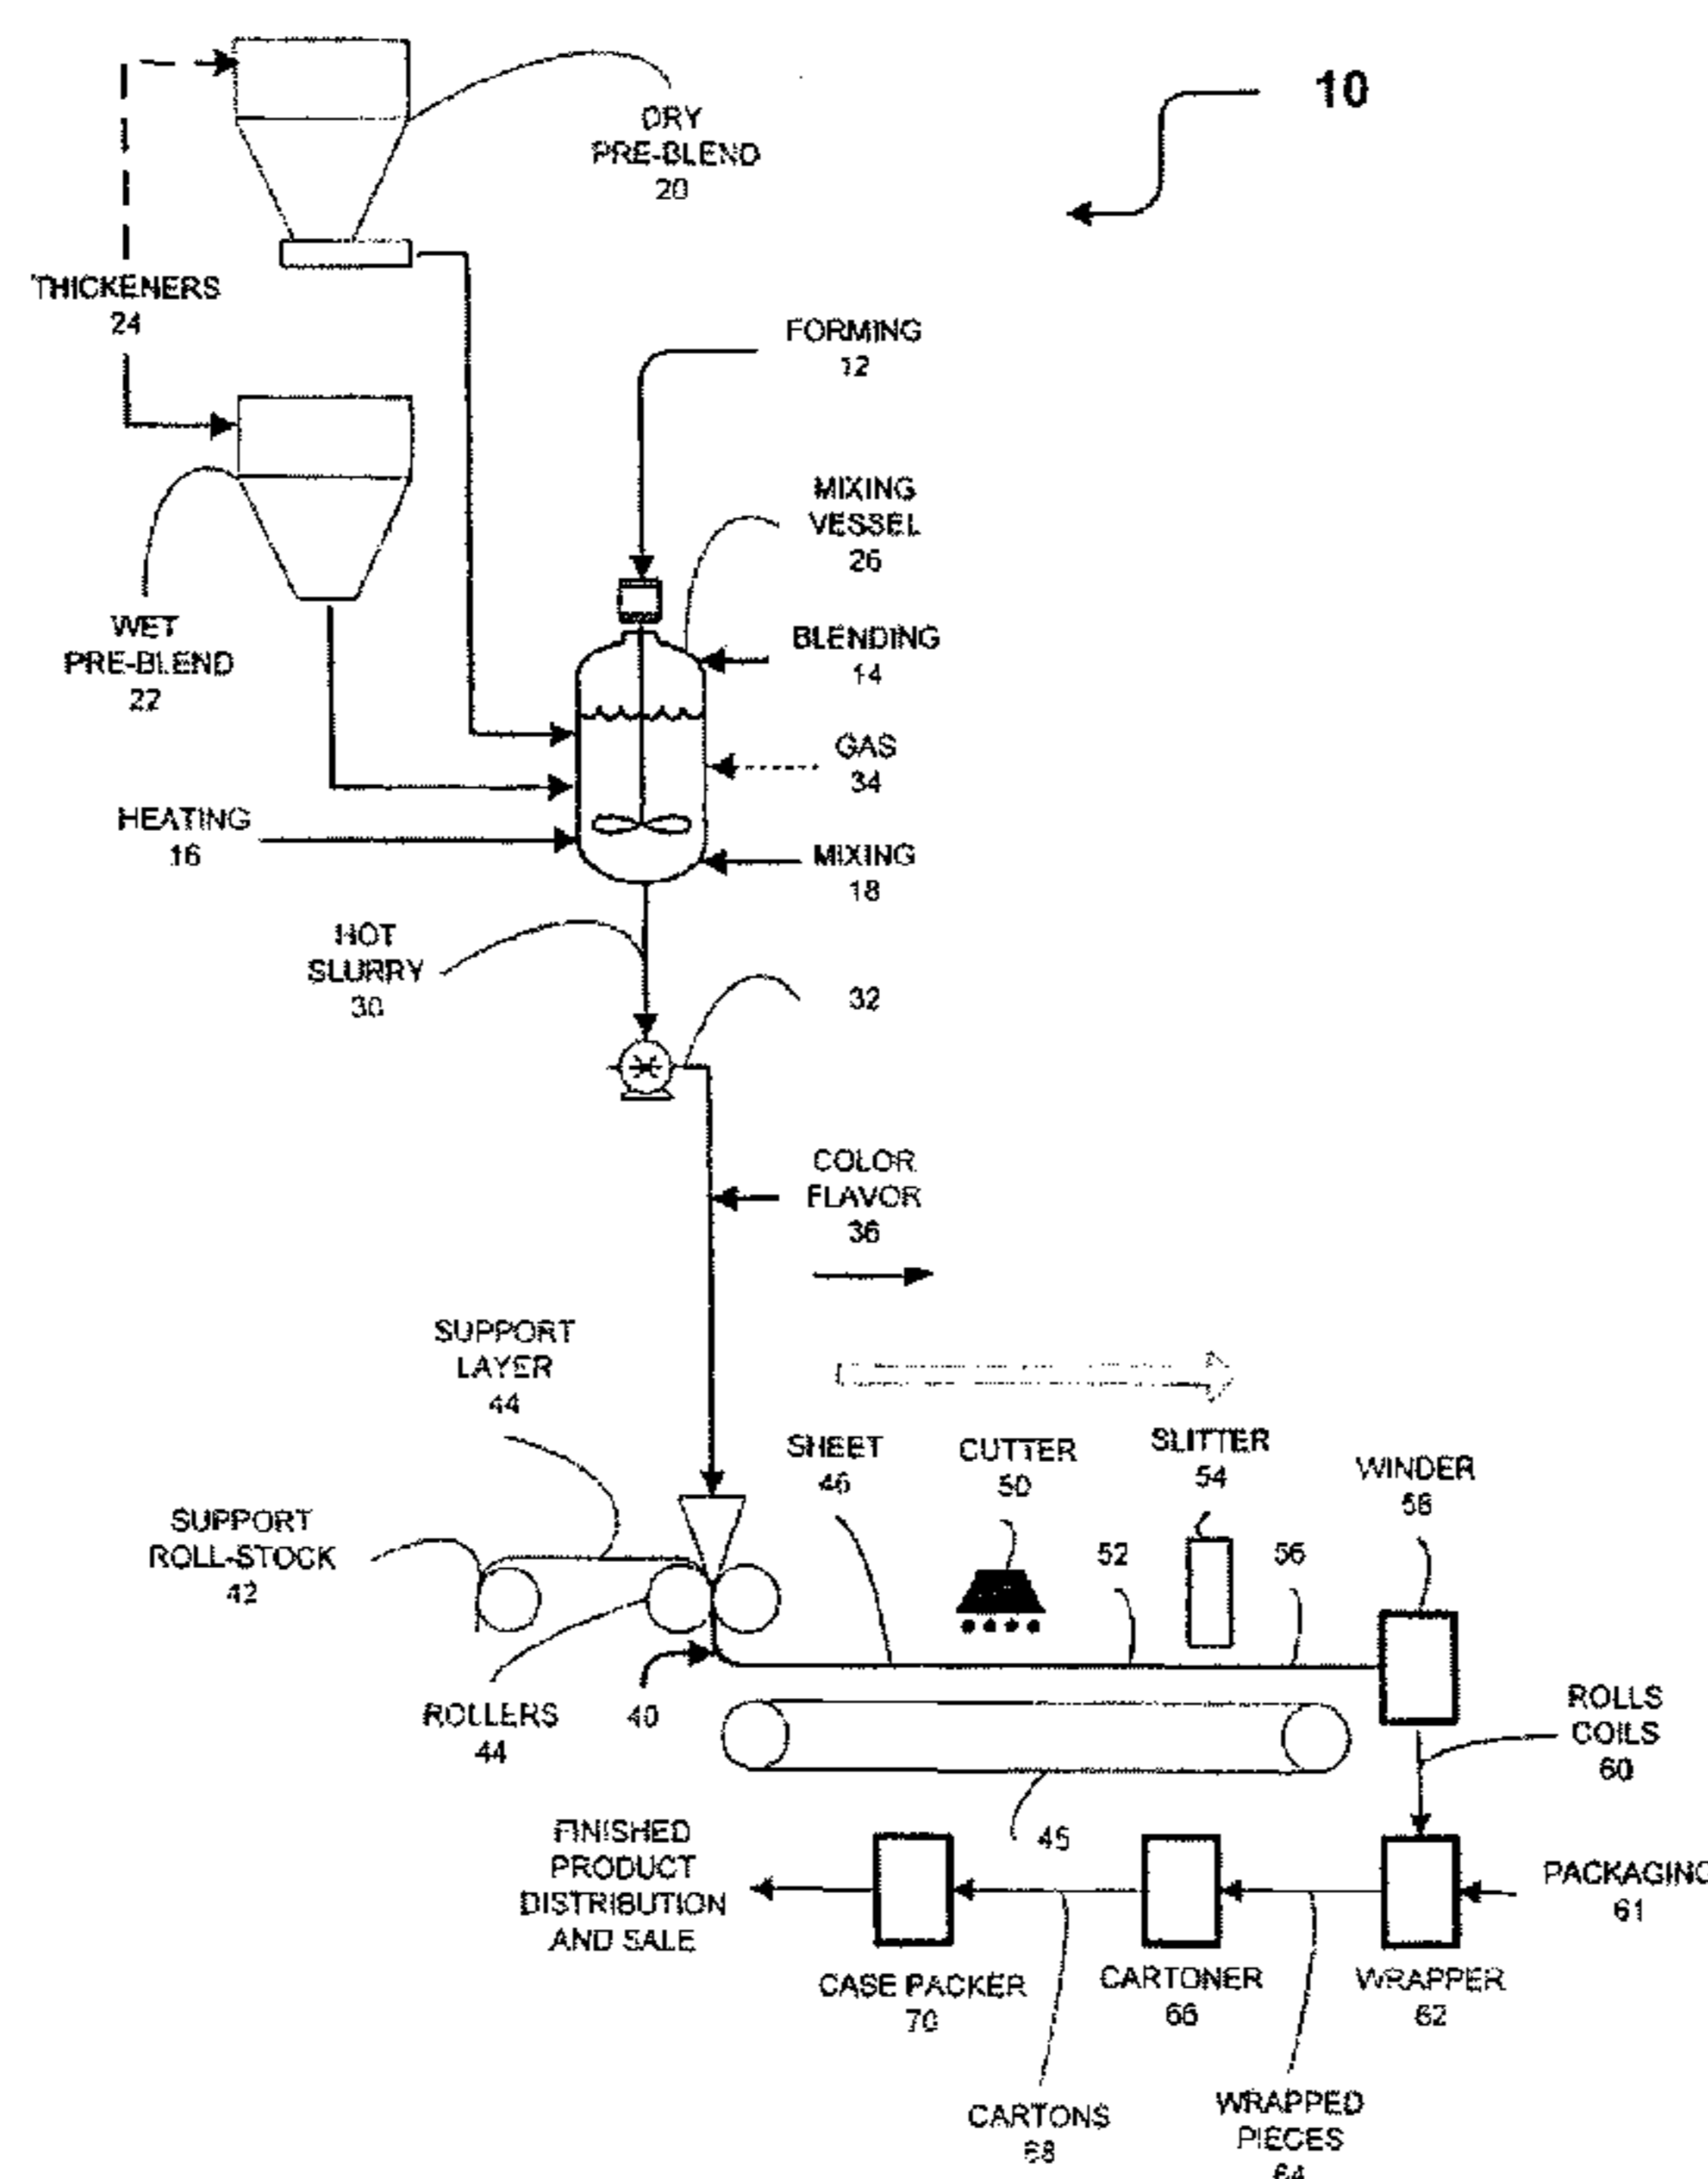 10
DRY
PRE-BLEND
20
THICKENERS
24
FORMING
12
MIXING
VESSEL
26
WET
PRE-BLEND
22
BLENDING
14
GAS
34
HEATING
16
MIXING
18
HOT
SLURRY
30
32
COLOR
FLAVOR
36
SUPPORT
LAYER
44
SHEET
46
CUTTER
50
SLITTER
54
WINDER
58
SUPPORT
ROLL-STOCK
42
52
56
ROLLERS
44
40
ROLLS
COILS
60
45
FINISHED
PRODUCT
DISTRIBUTION
AND SALE
PACKAGING
61
CASE PACKER
70
CARTONER
66
WRAPPER
62
CARTONS
68
WRAPPED
PIECES
64